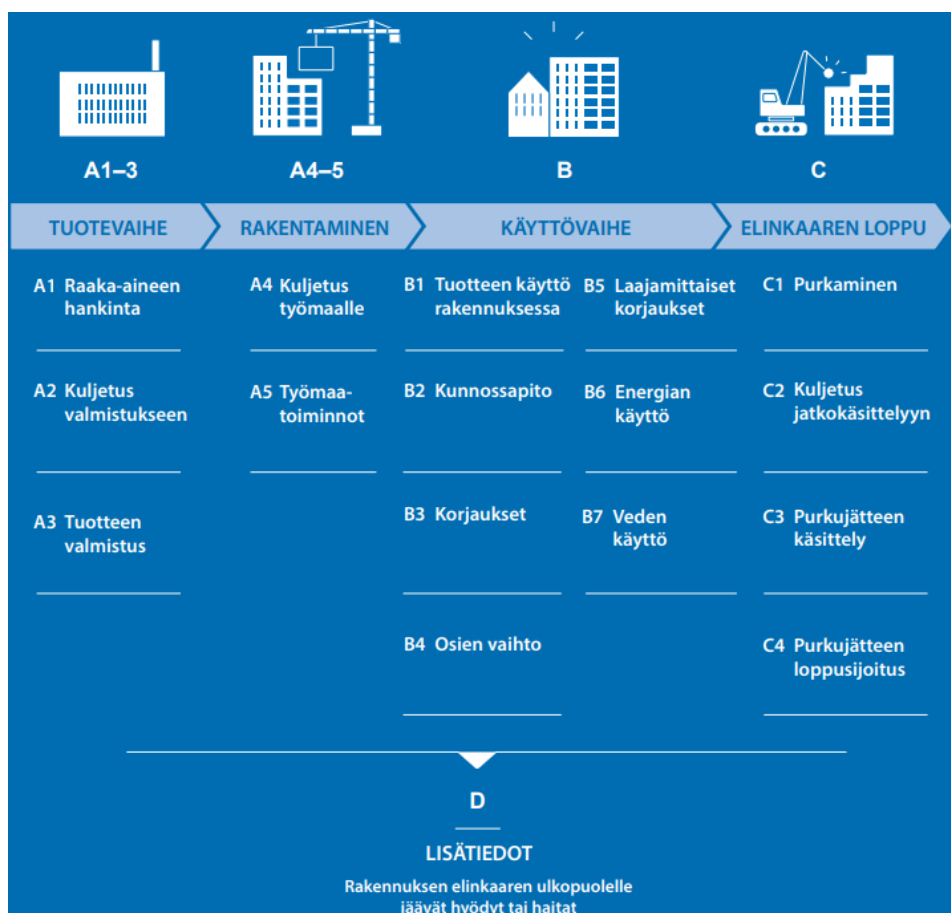 A1–3
A4–5
B
C
TUOTEVAIHE
RAKENTAMINEN
KÄYTTÖVAIHE
ELINKAAREN LOPPU
A1 Raaka-aineen
hankinta
A2 Kuljetus
valmistukseen
A3 Tuotteen
valmistus
A4 Kuljetus
työmaalle
A5 Työmaa-
toiminnot
B1 Tuotteen käyttö
rakennuksessa
B2 Kunnossapito
B3 Korjaukset
B4 Osien vaihto
B5 Laajamittaiset
korjaukset
B6 Energian
käyttö
B7 Veden
käyttö
C1 Purkaminen
C2 Kuljetus
jatkokäsittelyyn
C3 Purkujätteen
käsittely
C4 Purkujätteen
loppusijoitus
D
LISÄTIEDOT
Rakennuksen elinkaaren ulkopuolelle
jäävät hyödyt tai haitat